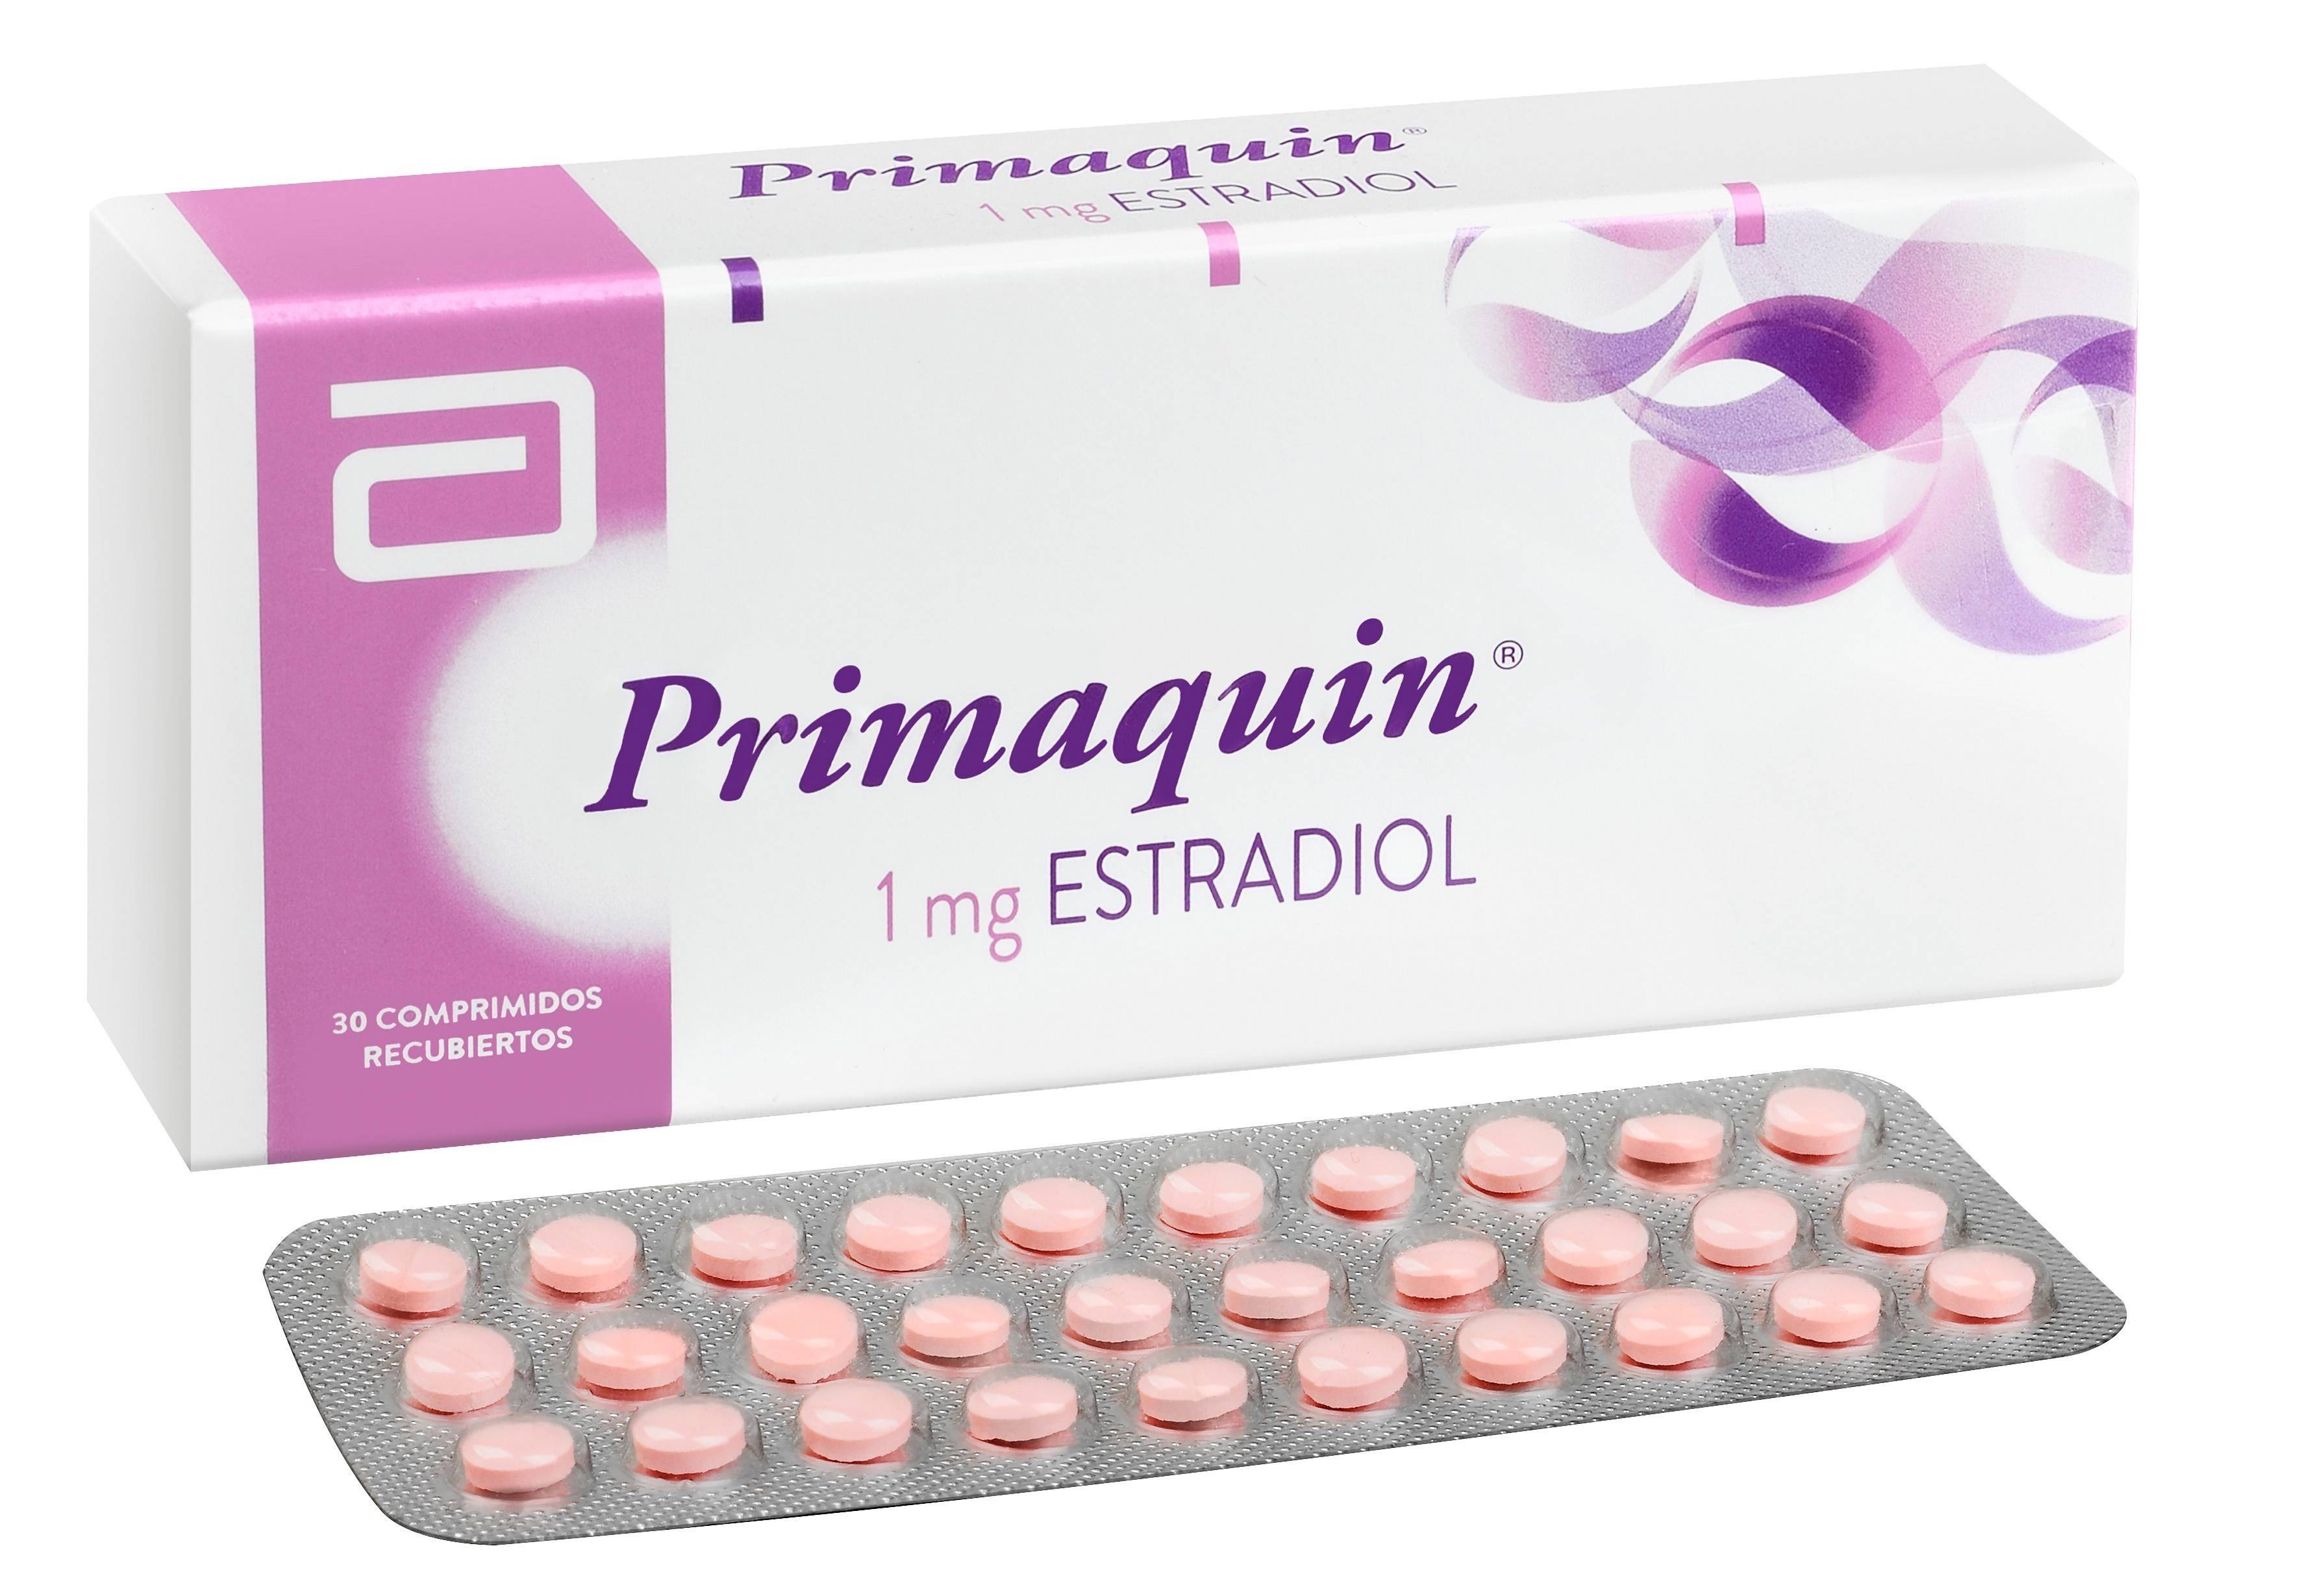 Primaquin®
1 mg ESTRADIOL
Primaquin®
1 mg ESTRADIOL
30 COMPRIMIDOS
RECUBIERTOS